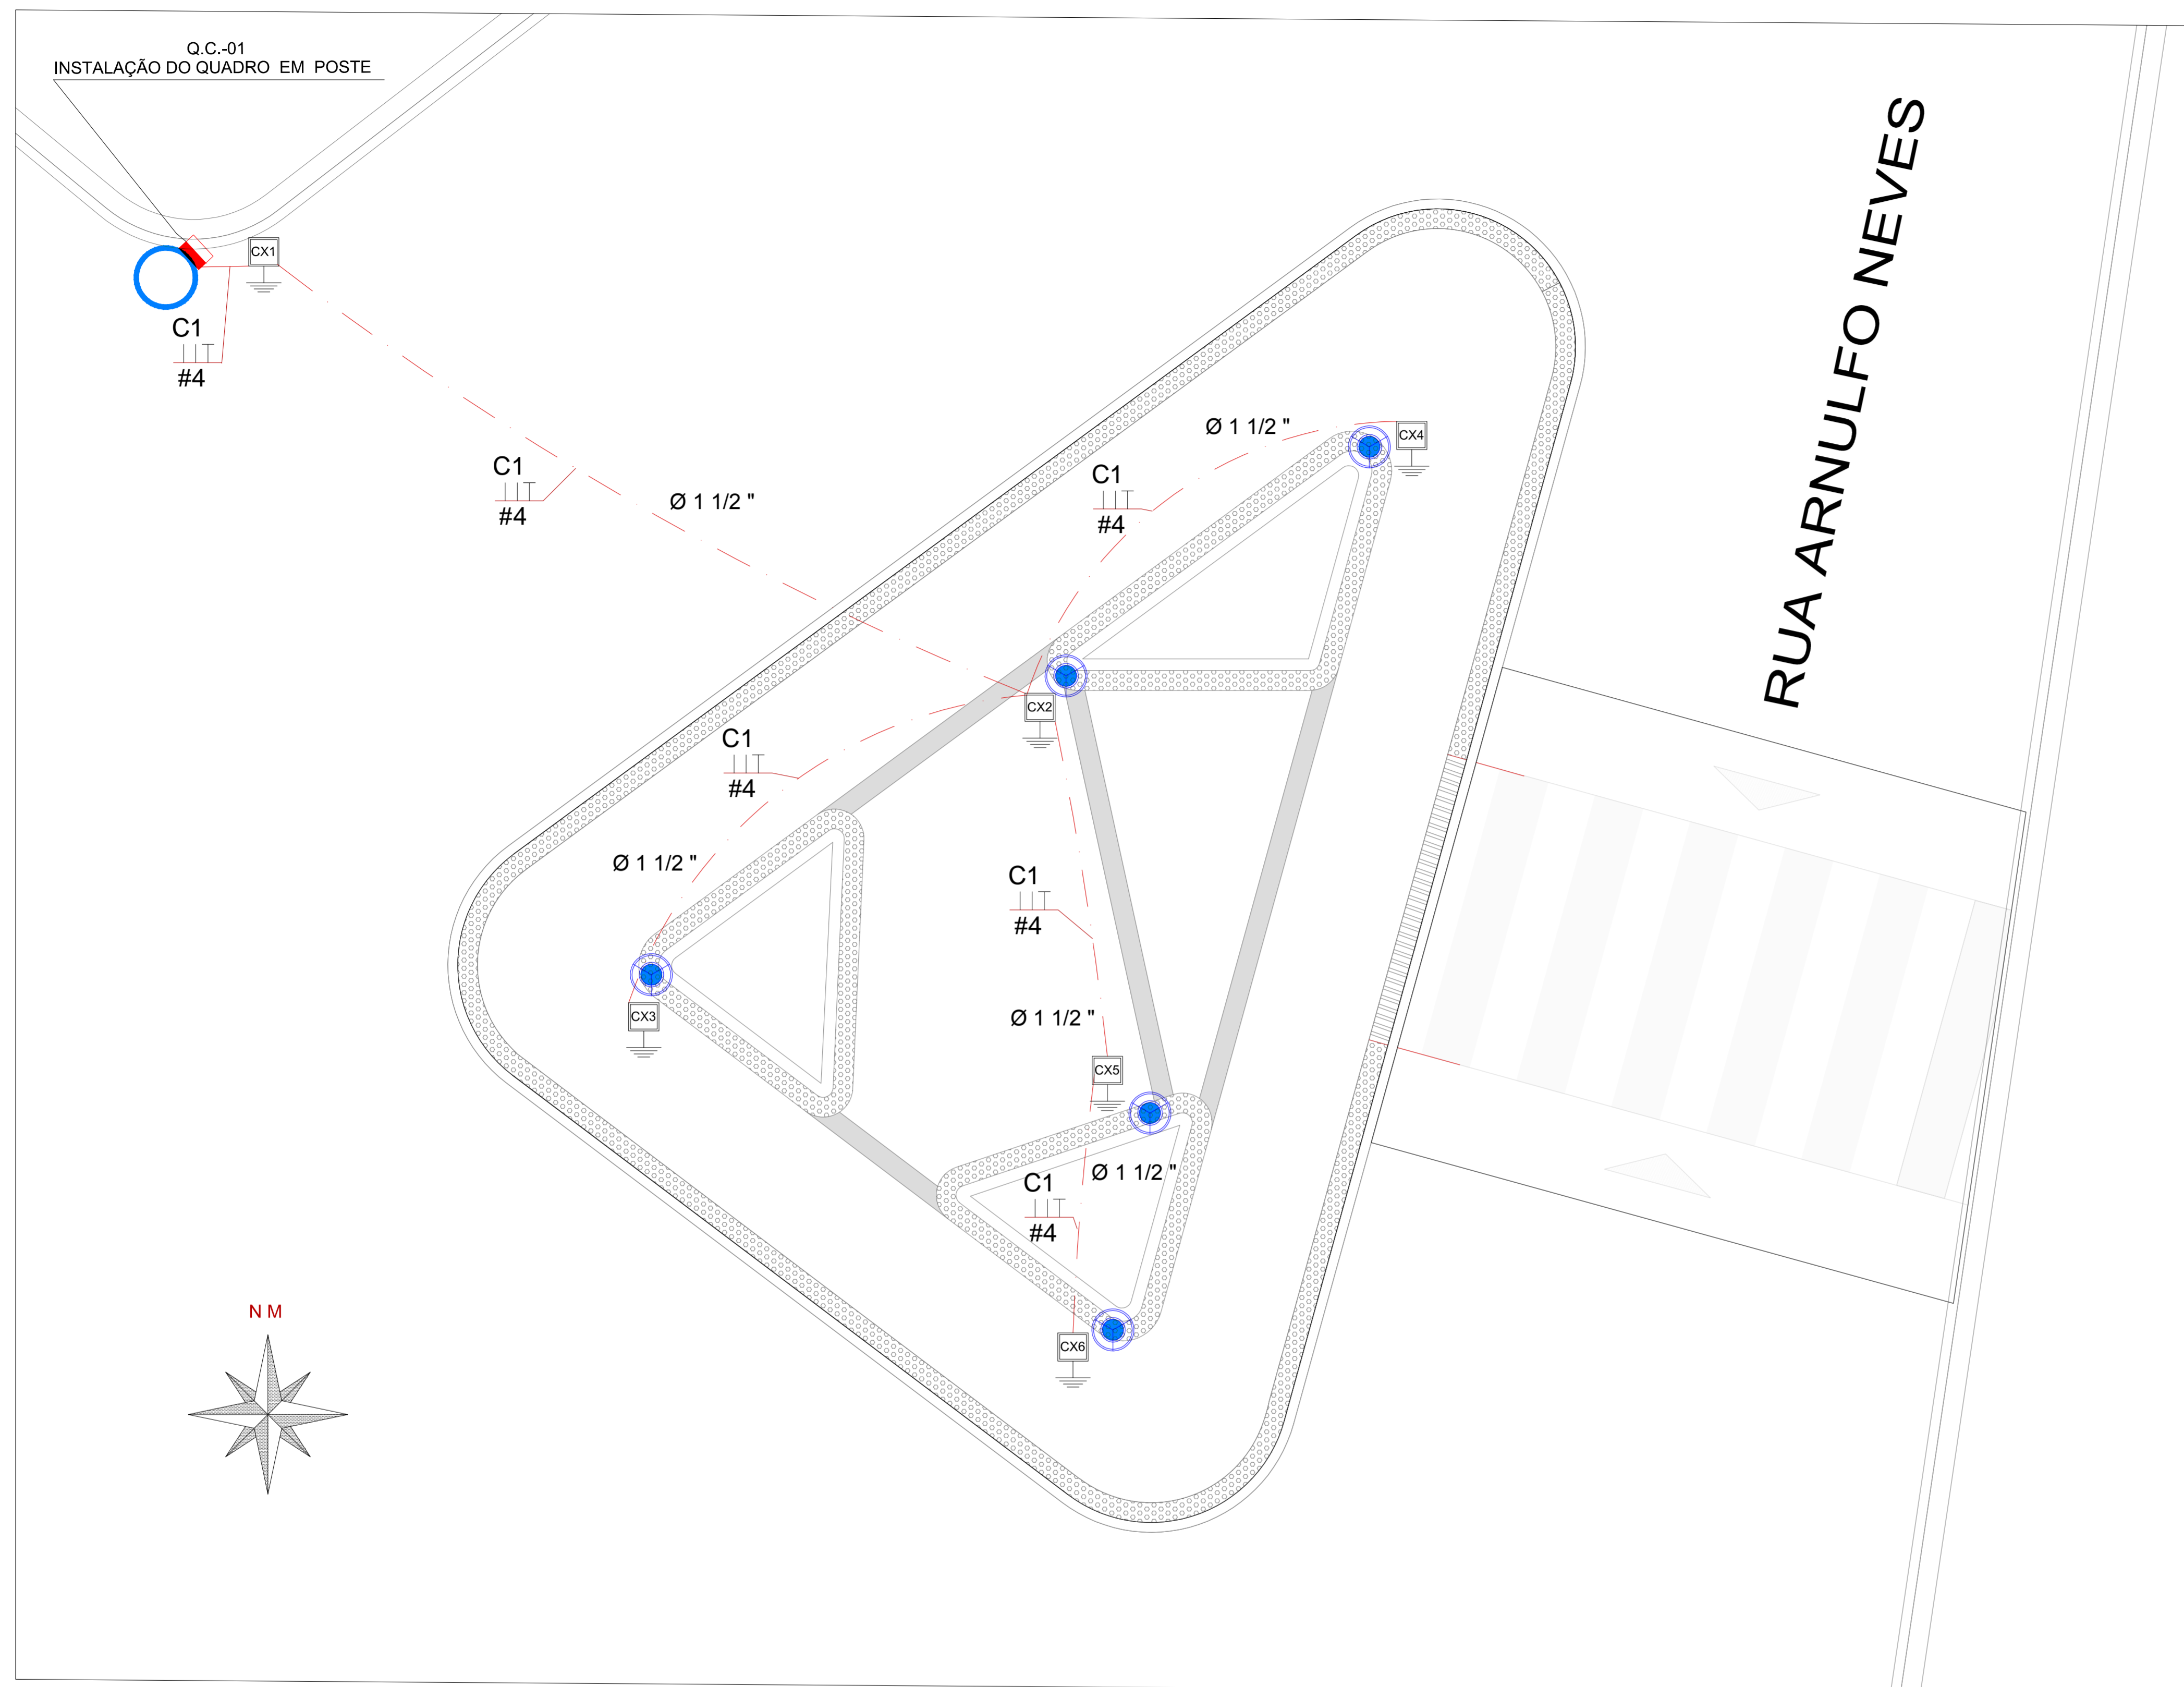 Q.C.-01
INSTALAÇÃO DO QUADRO EM POSTE
RUA ARNULFO NEVES
CX1
C1
#4
C1
#4
Ø 1 1/2 "
Ø 1 1/2 "
CX4
C1
#4
CX2
C1
#4
Ø 1 1/2 "
C1
#4
CX3
Ø 1 1/2 "
CX5
Ø 1 1/2 "
C1
#4
CX6
N M